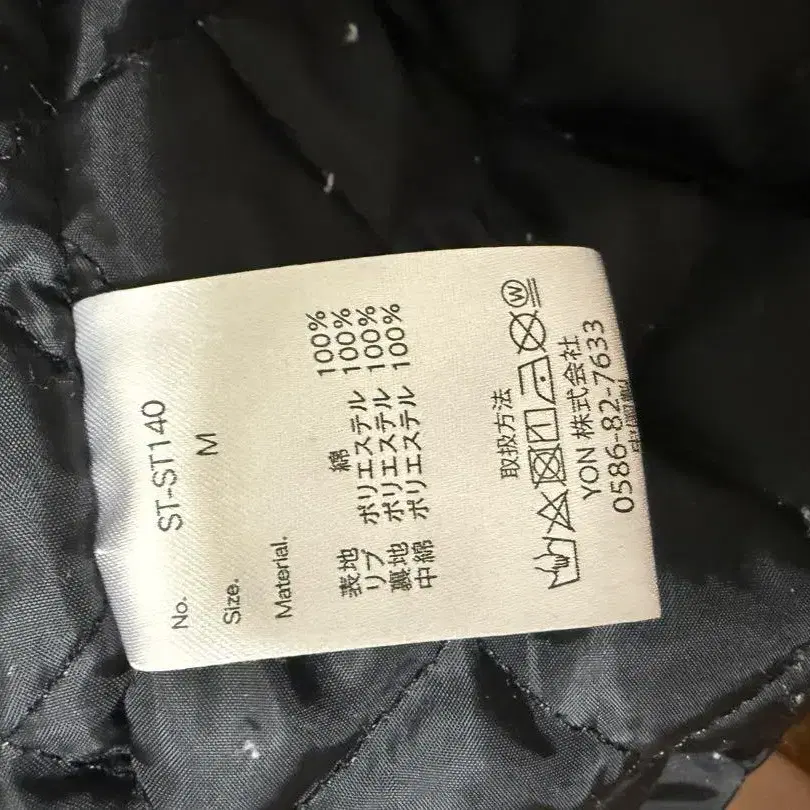 No. ST-ST140
Size. M
Material.
表地 綿 100%
リブ ポリエステル 100%
裏地 ポリエステル 100%
中綿 ポリエステル 100%
取扱方法
W
YON 株式会社
0586-82-7633